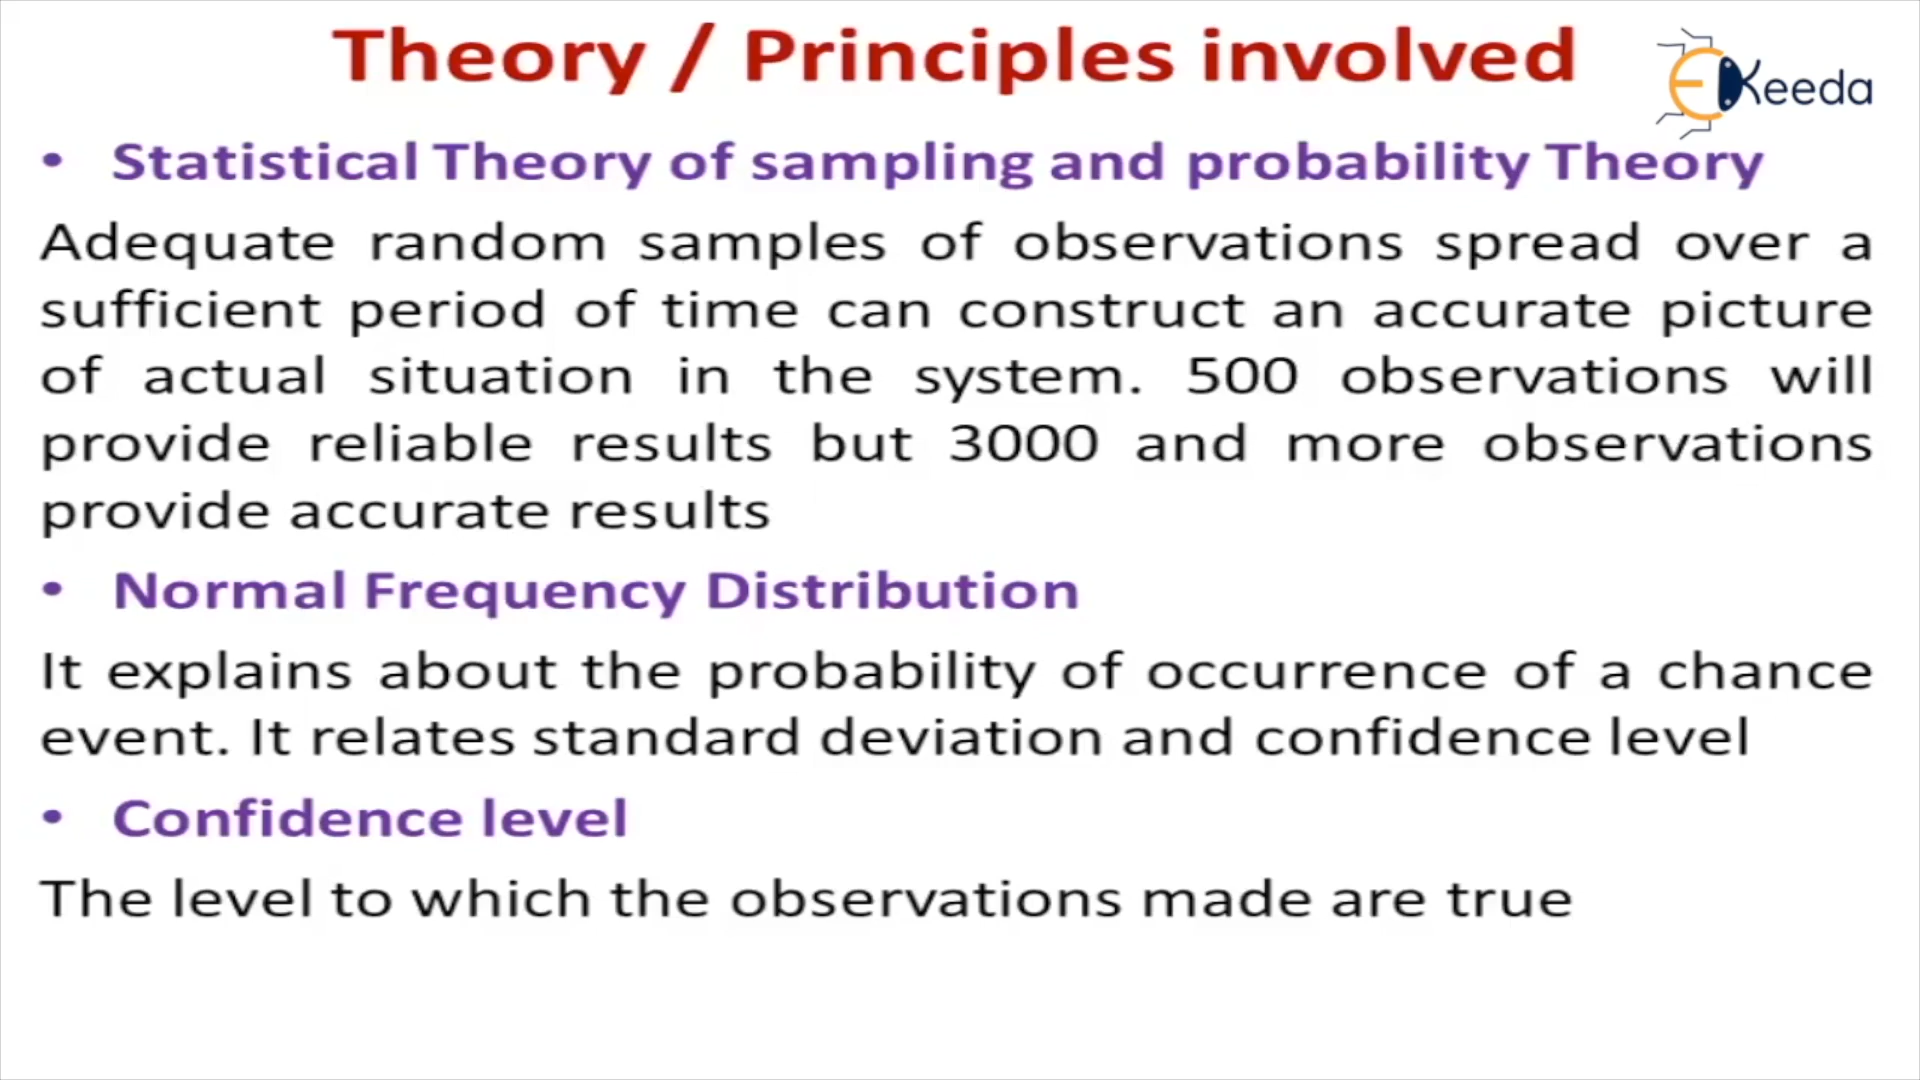 Theory / Principles involved
EKeeda
• Statistical Theory of sampling and probability Theory
Adequate random samples of observations spread over a
sufficient period of time can construct an accurate picture
of actual situation in the system. 500 observations will
provide reliable results but 3000 and more observations
provide accurate results
• Normal Frequency Distribution
It explains about the probability of occurrence of a chance
event. It relates standard deviation and confidence level
• Confidence level
The level to which the observations made are true